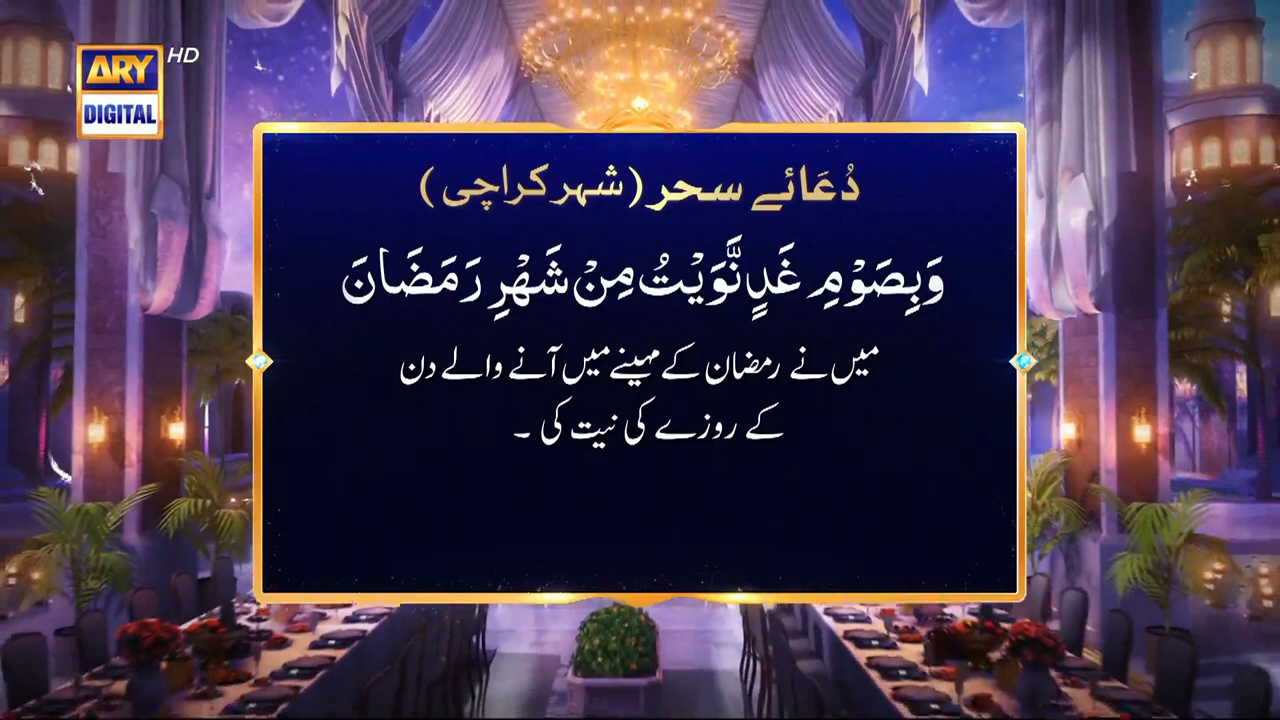 ARY HD
DIGITAL
دُعَائے سحر (شہر کراچی)
وَبِصَوْمِ غَدٍ نَّوَيْتُ مِنْ شَهْرِ رَمَضَانَ
میں نے رمضان کے مہینے میں آنے والے دن
کے روزے کی نیت کی ۔